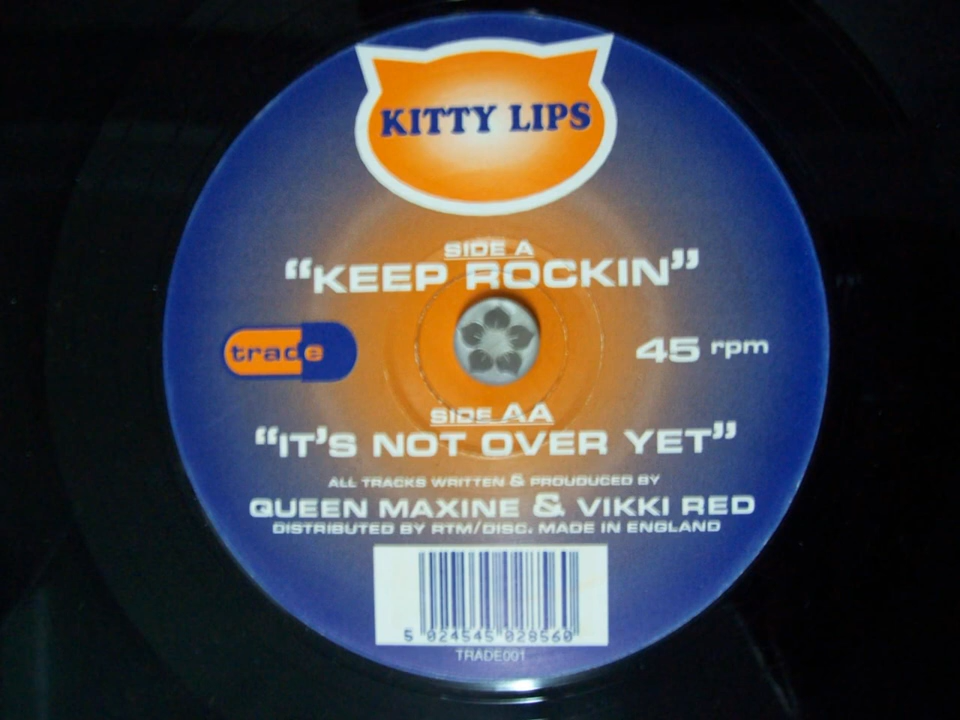 KITTY LIPS
SIDE A
“KEEP ROCKIN”
trade
45 rpm
SIDE AA
“IT’S NOT OVER YET”
ALL TRACKS WRITTEN & PROUDUCED BY
QUEEN MAXINE & VIKKI RED
DISTRIBUTED BY RTM/DISC. MADE IN ENGLAND
5 024545 028560
TRADE001